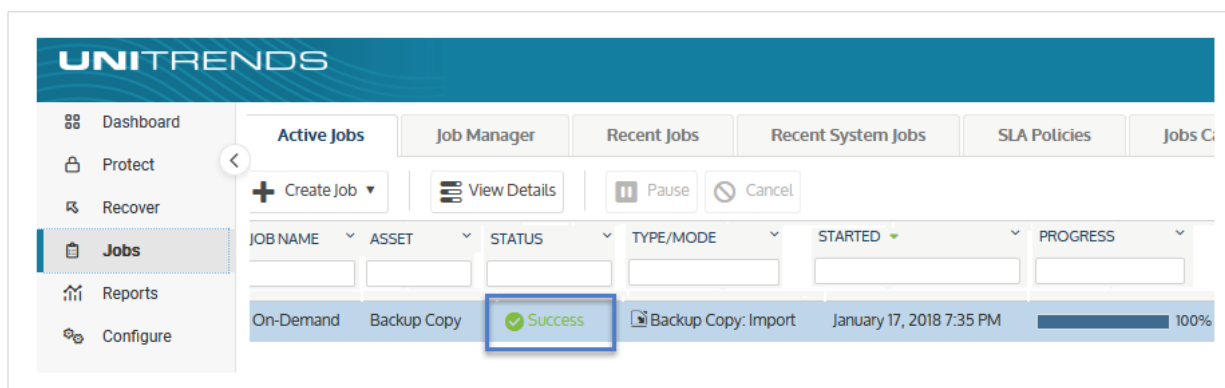 UNITRENDS
Dashboard
Protect
Recover
Jobs
Reports
Configure
Active Jobs Job Manager Recent Jobs Recent System Jobs SLA Policies Jobs Ca
Create Job View Details Pause Cancel
JOB NAME ASSET STATUS TYPE/MODE STARTED PROGRESS
On-Demand Backup Copy Success Backup Copy: Import January 17, 2018 7:35 PM 100%